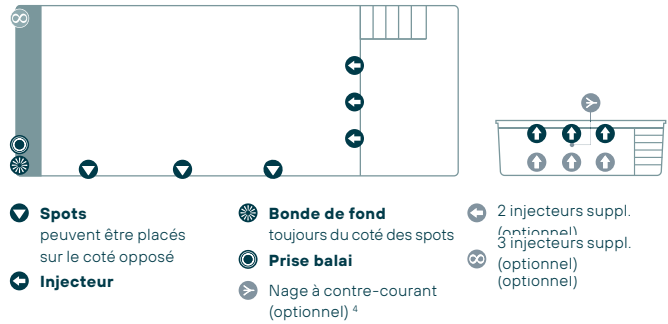 Spots
peuvent être placés
sur le coté opposé
Injecteur
Bonde de fond
toujours du coté des spots
Prise balai
Nage à contre-courant
(optionnel) 4
2 injecteurs suppl.
(optionnel)
3 injecteurs suppl.
(optionnel)
(optionnel)